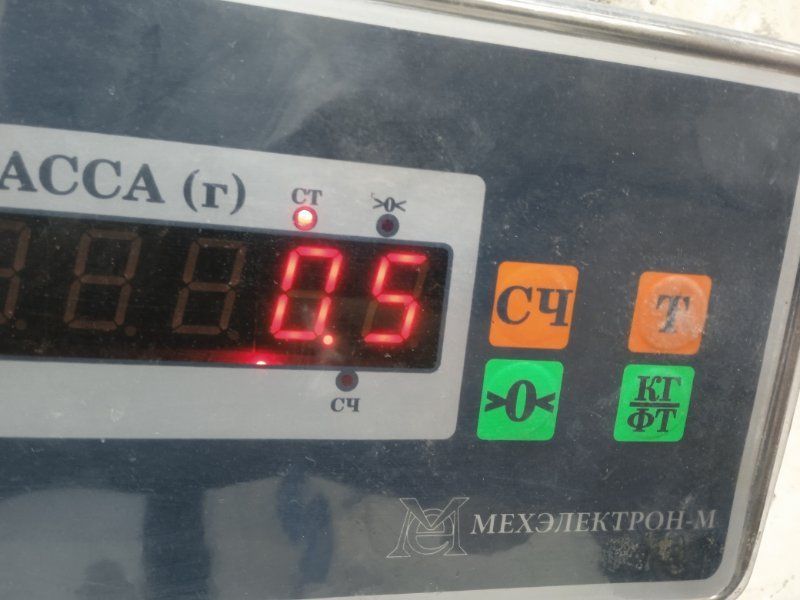 АССА (г)
СТ
>0<
0.5
СЧ
СЧ
Т
>0<
КГ
ФТ
МЕХЭЛЕКТРОН-М